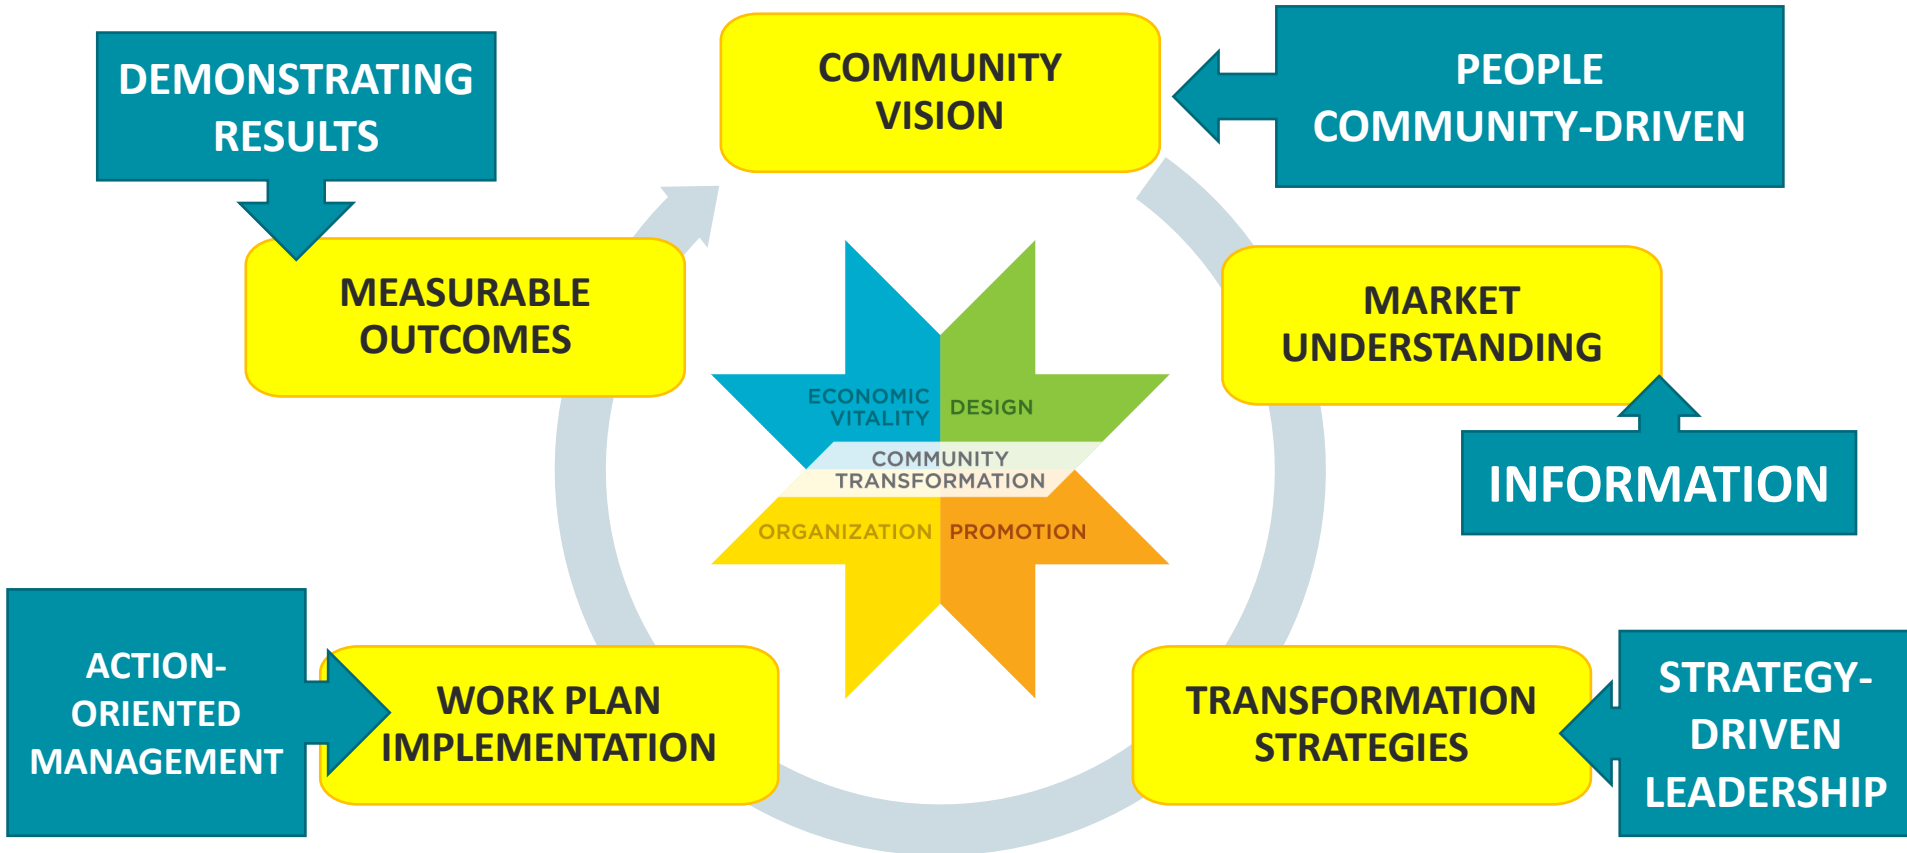 DEMONSTRATING
RESULTS
COMMUNITY
VISION
PEOPLE
COMMUNITY-DRIVEN
MEASURABLE
OUTCOMES
MARKET
UNDERSTANDING
ECONOMIC
VITALITY
DESIGN
COMMUNITY
TRANSFORMATION
ORGANIZATION
PROMOTION
INFORMATION
ACTION-
ORIENTED
MANAGEMENT
WORK PLAN
IMPLEMENTATION
TRANSFORMATION
STRATEGIES
STRATEGY-
DRIVEN
LEADERSHIP